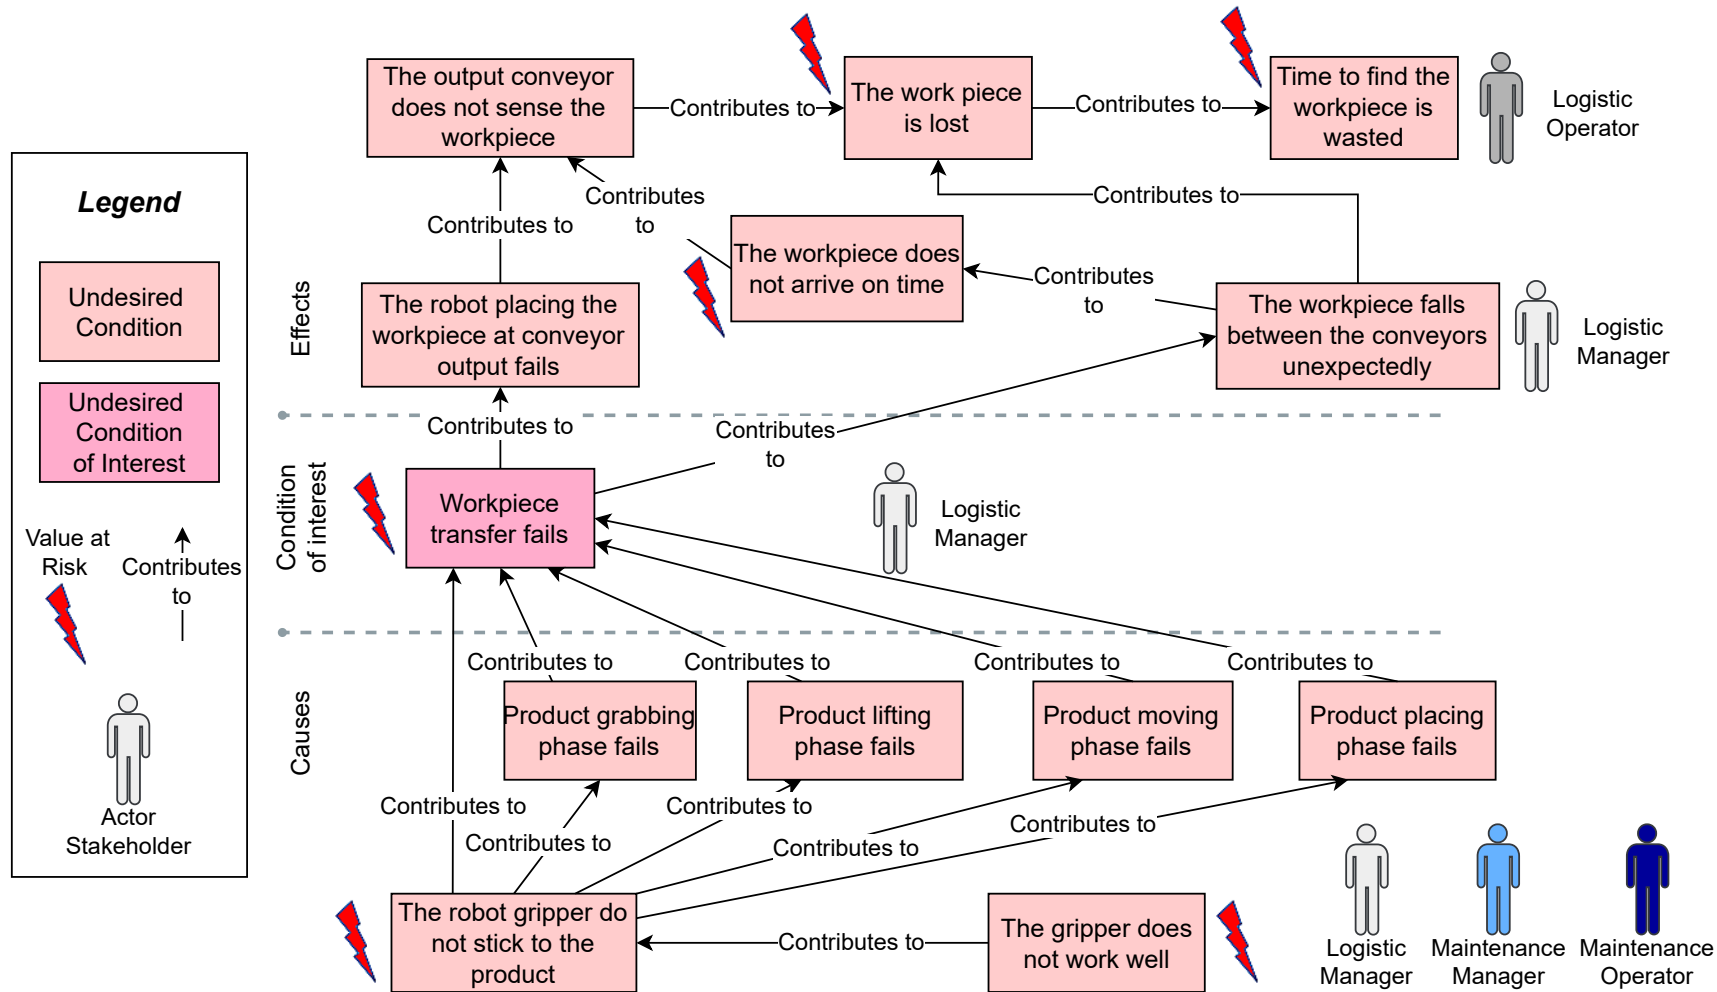 The output conveyor
does not sense the
workpiece
Contributes to
The work piece
is lost
Contributes to
Time to find the
workpiece is
wasted
Logistic
Operator
Legend
Undesired
Condition
Undesired
Condition
of Interest
Value at
Risk
Contributes
to
Actor
Stakeholder
Effects
Contributes to
Contributes
to
Contributes to
The workpiece does
not arrive on time
Contributes
to
The robot placing the
workpiece at conveyor
output fails
The workpiece falls
between the conveyors
unexpectedly
Logistic
Manager
Contributes to
Contributes
to
Condition
of interest
Workpiece
transfer fails
Logistic
Manager
Causes
Contributes to
Contributes to
Contributes to
Contributes to
Product grabbing
phase fails
Product lifting
phase fails
Product moving
phase fails
Product placing
phase fails
Contributes to
Contributes to
Contributes to
Contributes to
Contributes to
The robot gripper do
not stick to the
product
Contributes to
The gripper does
not work well
Logistic
Manager
Maintenance
Manager
Maintenance
Operator